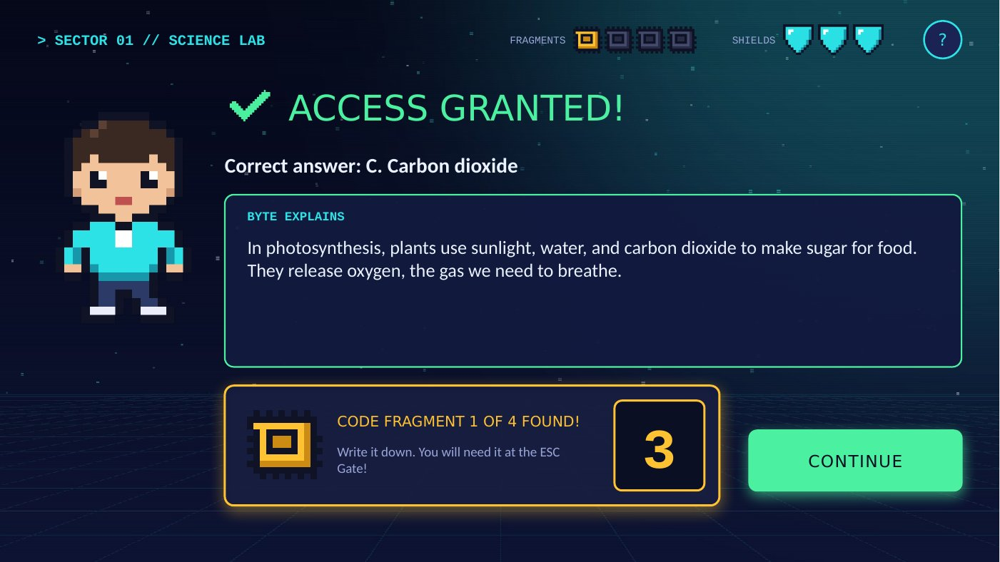 > SECTOR 01 // SCIENCE LAB
FRAGMENTS
SHIELDS
?
ACCESS GRANTED!
Correct answer: C. Carbon dioxide
BYTE EXPLAINS
In photosynthesis, plants use sunlight, water, and carbon dioxide to make sugar for food.
They release oxygen, the gas we need to breathe.
CODE FRAGMENT 1 OF 4 FOUND!
Write it down. You will need it at the ESC
Gate!
3
CONTINUE